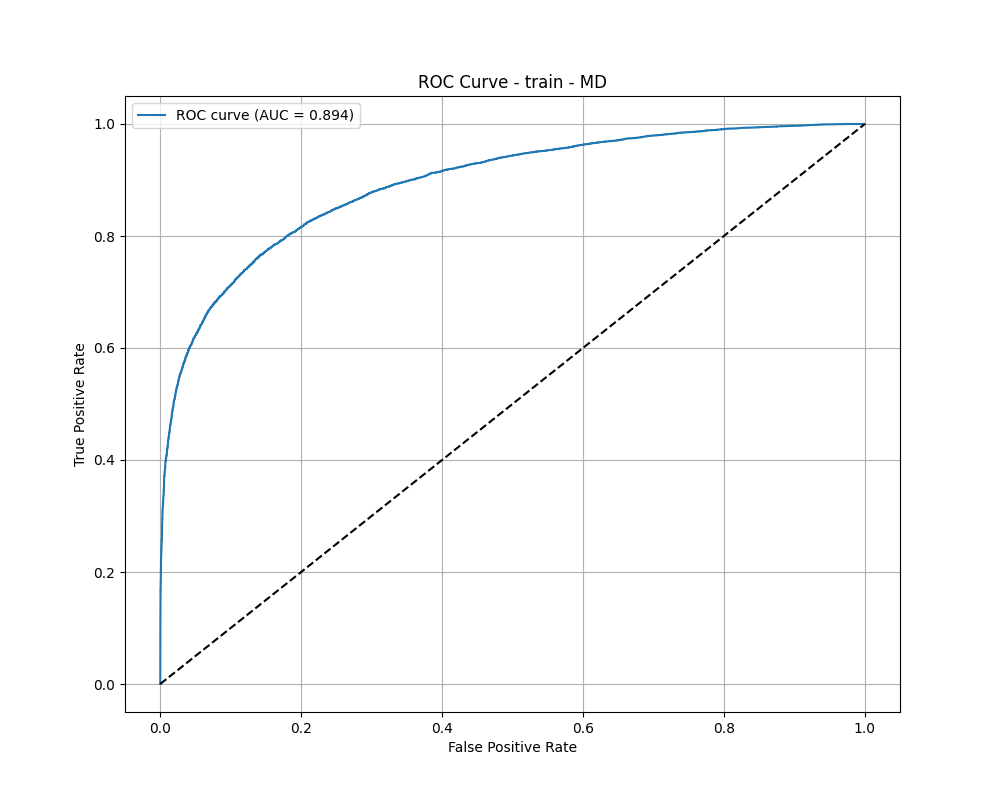 ROC Curve - train - MD
ROC curve (AUC = 0.894)
True Positive Rate
1.0
0.8
0.6
0.4
0.2
0.0
0.0 0.2 0.4 0.6 0.8 1.0
False Positive Rate